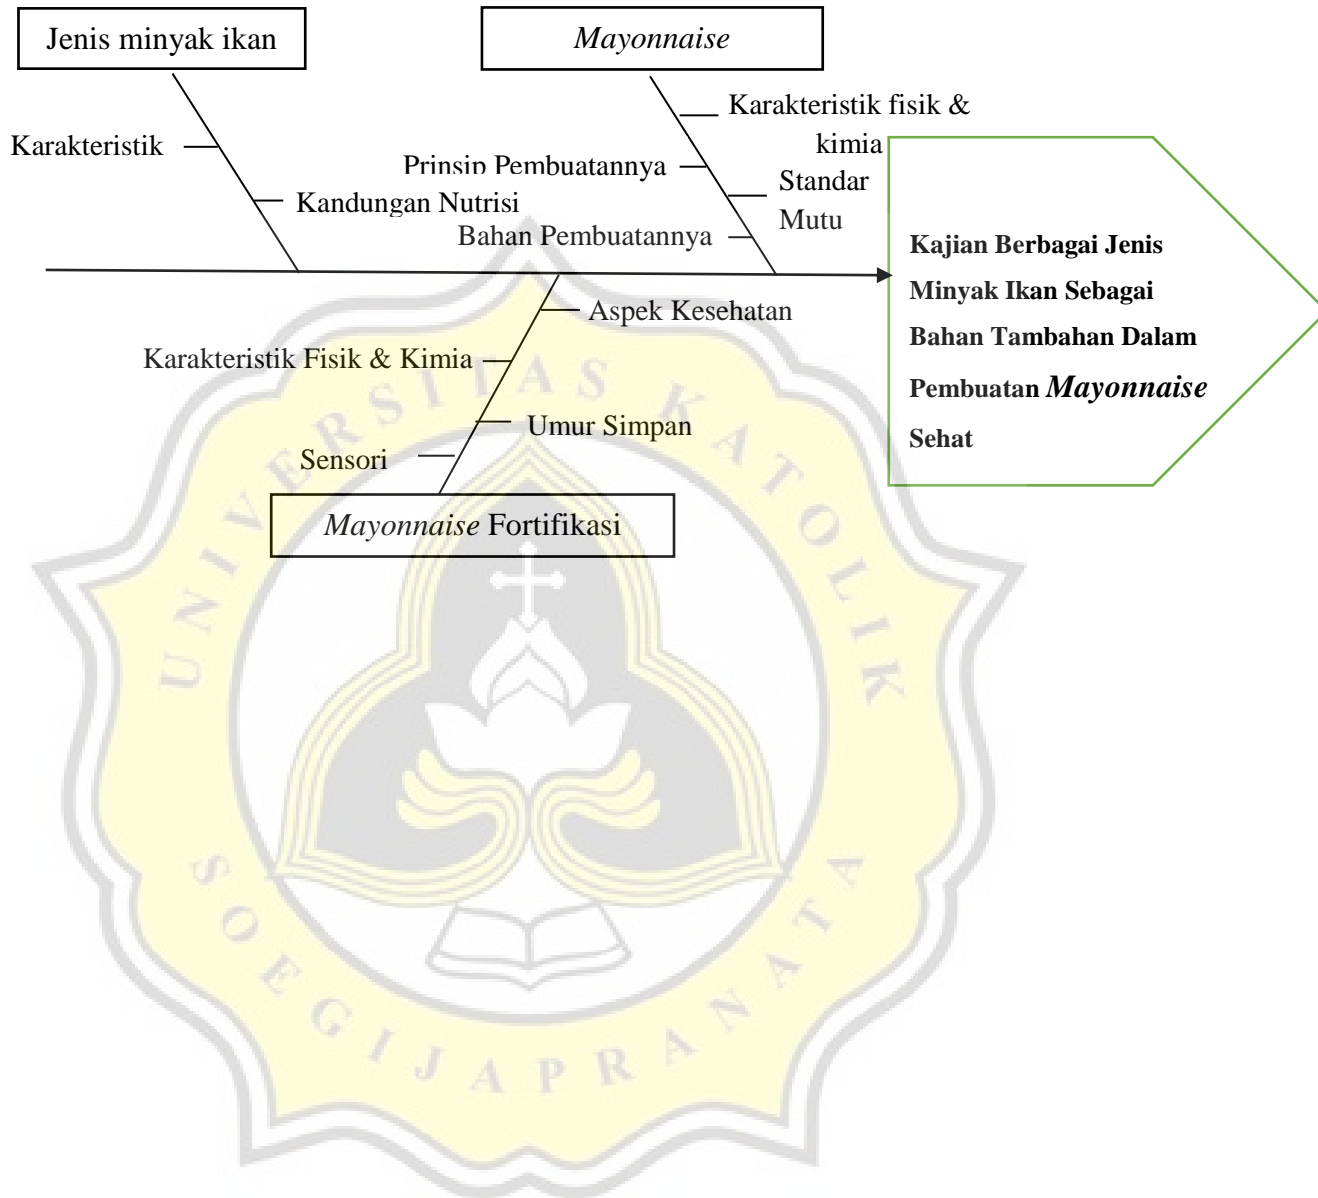 Jenis minyak ikan
Mayonnaise
Karakteristik
Kandungan Nutrisi
Karakteristik fisik &
kimia
Prinsip Pembuatannya
Standar
Mutu
Bahan Pembuatannya
Kajian Berbagai Jenis
Minyak Ikan Sebagai
Bahan Tambahan Dalam
Pembuatan Mayonnaise
Sehat
Aspek Kesehatan
Karakteristik Fisik & Kimia
Umur Simpan
Sensori
Mayonnaise Fortifikasi
UNIVERSITAS KATOLIK
SOEGIJAPRANATA